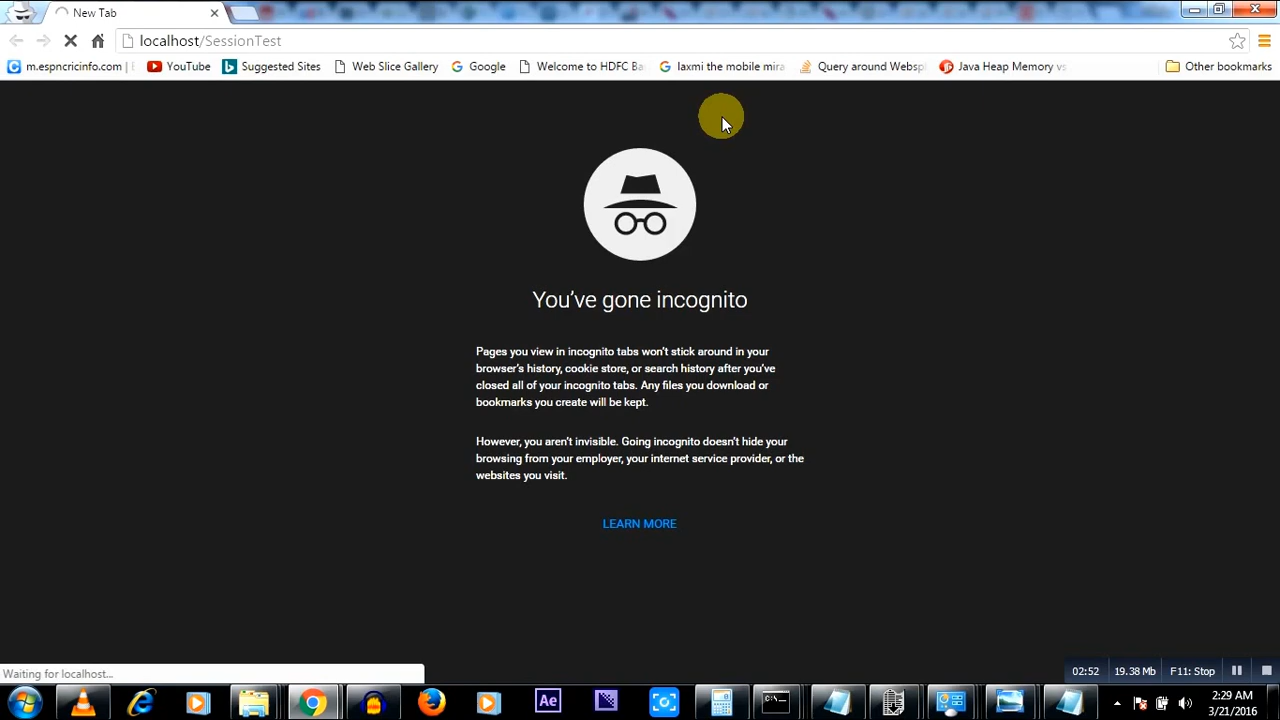 New Tab
localhost/SessionTest
m.espncricinfo.com | YouTube Suggested Sites Web Slice Gallery Google Welcome to HDFC Ba laxmi the mobile mira Query around Websp Java Heap Memory vs Other bookmarks
You've gone incognito
Pages you view in incognito tabs won't stick around in your
browser's history, cookie store, or search history after you've
closed all of your incognito tabs. Any files you download or
bookmarks you create will be kept.
However, you aren't invisible. Going incognito doesn't hide your
browsing from your employer, your internet service provider, or the
websites you visit.
LEARN MORE
Waiting for localhost...
02:52 19.38 Mb F11: Stop
Ae
C:\
2:29 AM
3/21/2016